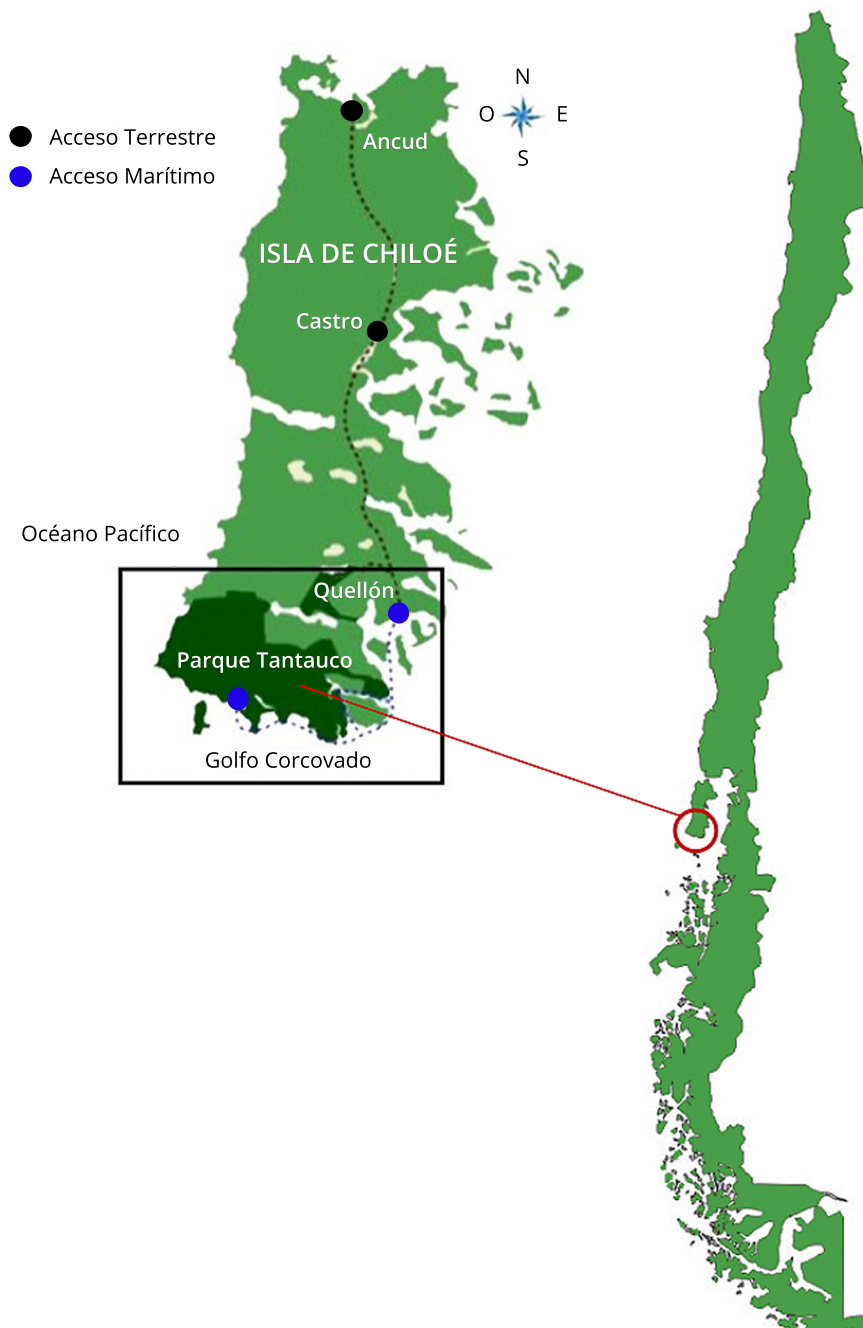 N
O
E
S
Acceso Terrestre
Acceso Marítimo
Ancud
ISLA DE CHILOÉ
Castro
Océano Pacífico
Quellón
Parque Tantauco
Golfo Corcovado